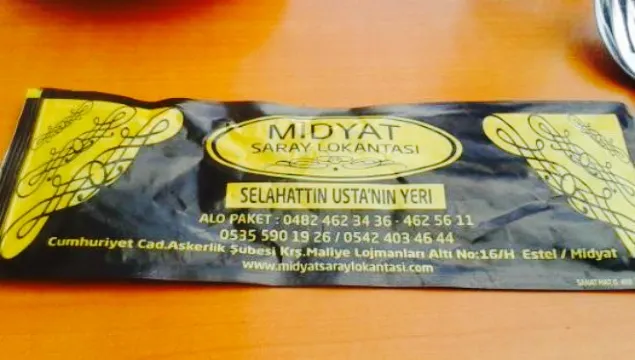 MIDYAT
SARAY LOKANTASI
SELAHATTİN USTA'NIN YERİ
ALO PAKET : 0482 462 34 36 - 462 56 11
0535 590 19 26 / 0542 403 46 44
Cumhuriyet Cad.Askerlik Şubesi Krş.Maliye Lojmanları Altı No:16/H Estel / Midyat
www.midyatsaraylokantasi.com